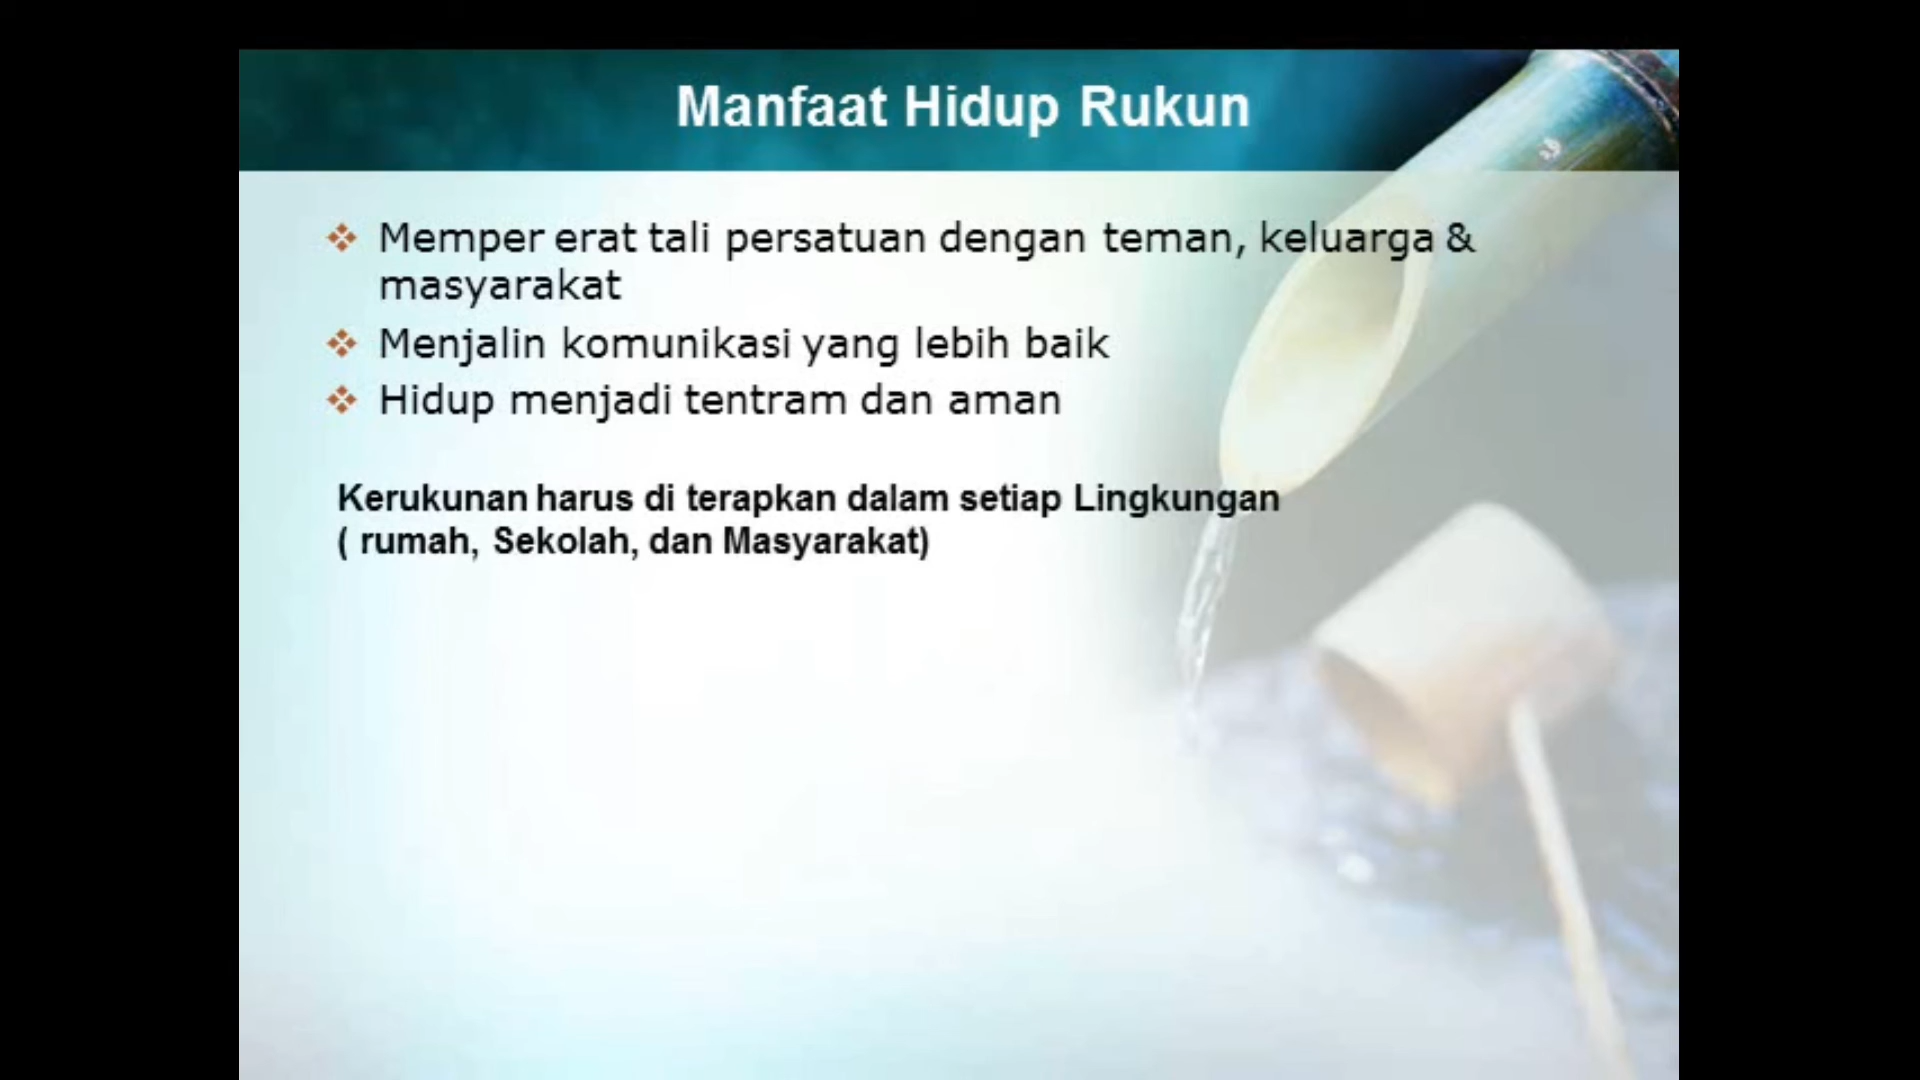 Manfaat Hidup Rukun
Memper erat tali persatuan dengan teman, keluarga &
masyarakat
Menjalin komunikasi yang lebih baik
Hidup menjadi tentram dan aman
Kerukunan harus di terapkan dalam setiap Lingkungan
( rumah, Sekolah, dan Masyarakat)